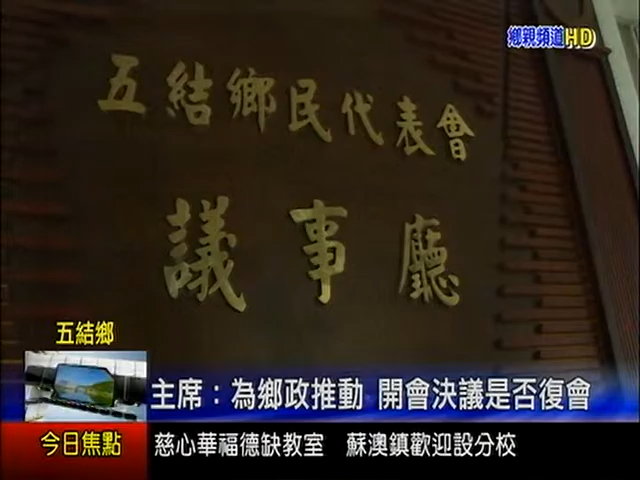 鄉親頻道HD
五結鄉民代表會
議事廳
五結鄉
主席：為鄉政推動 開會決議是否復會
今日焦點 慈心華福德缺教室 蘇澳鎮歡迎設分校